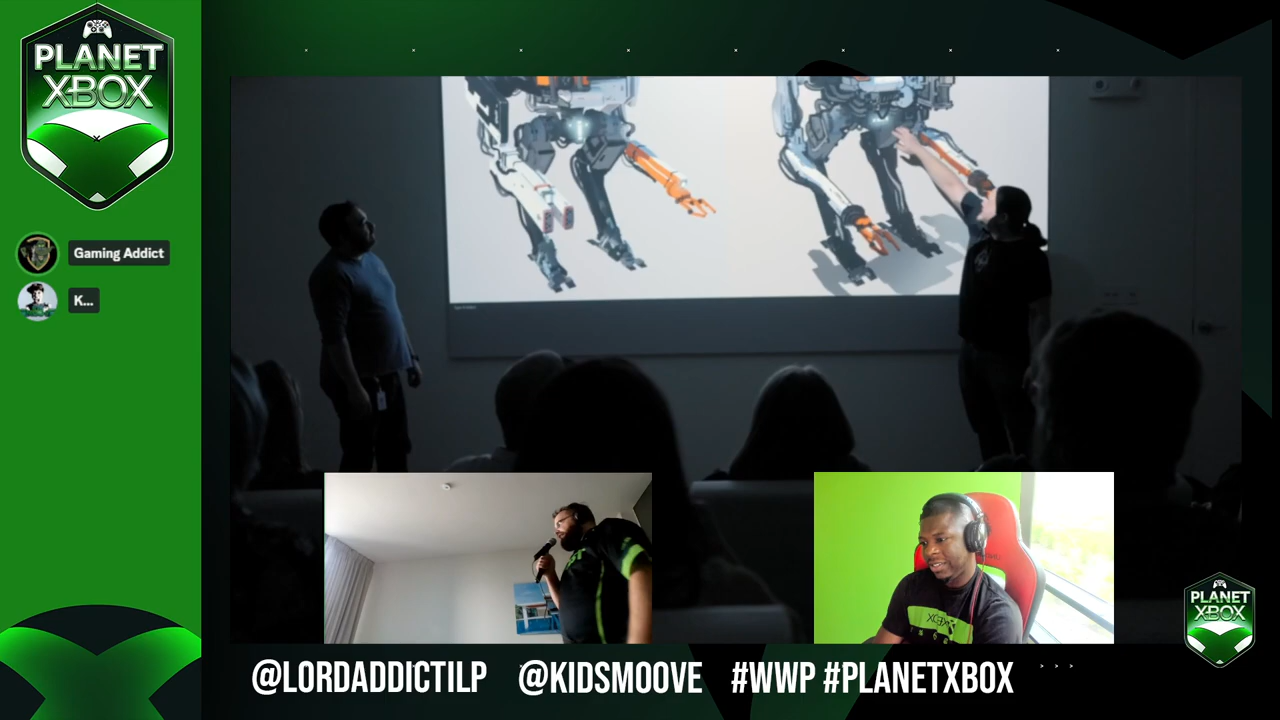 PLANET
XBOX
Gaming Addict
K...
PLANET
XBOX
@LORDADDICTILP @KIDSMOOVE #WWP #PLANETXBOX